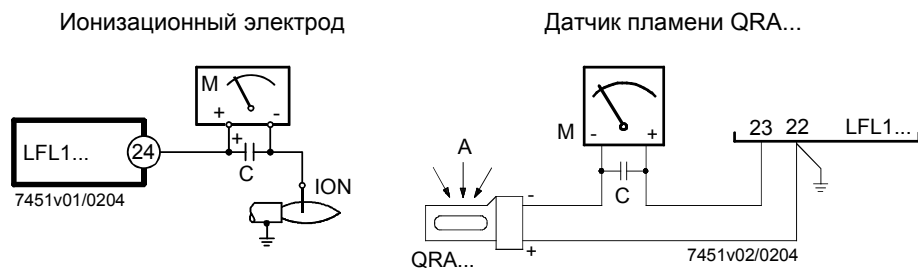 Ионизационный электрод
M
+ -
+
C
LFL1...
24
ION
7451v01/0204
Датчик пламени QRA...
M
- +
C
A
-
+
QRA...
23 22
LFL1...
7451v02/0204